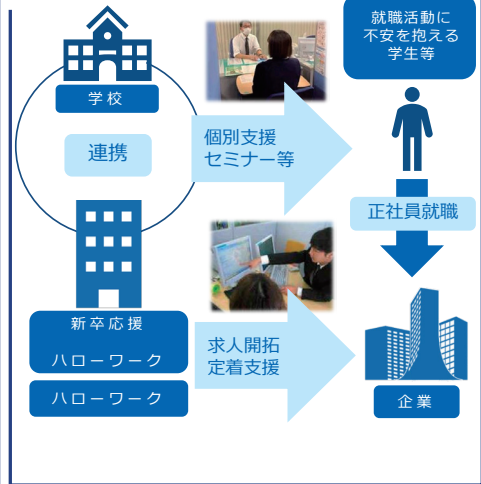 就職活動に
不安を抱える
学生等
学校
連携
個別支援
セミナー等
正社員就職
新卒応援
ハローワーク
ハローワーク
求人開拓
定着支援
企業